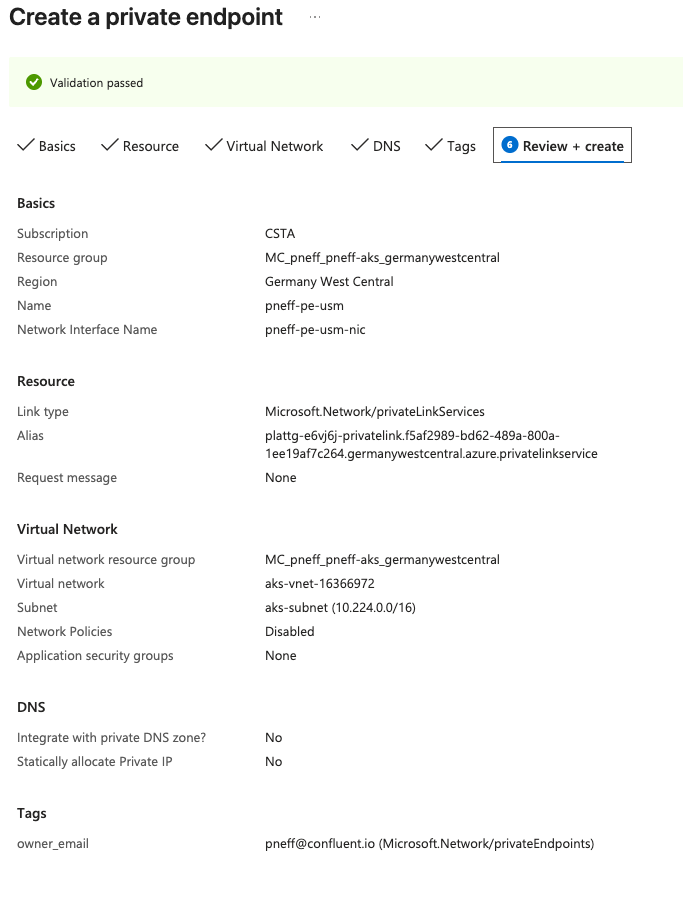 Create a private endpoint ...
Validation passed
Basics Resource Virtual Network DNS Tags 6 Review + create
Basics
Subscription CSTA
Resource group MC_pneff_pneff-aks_germanywestcentral
Region Germany West Central
Name pneff-pe-usm
Network Interface Name pneff-pe-usm-nic
Resource
Link type Microsoft.Network/privateLinkServices
Alias plattg-e6vj6j-privatelink.f5af2989-bd62-489a-800a-
1ee19af7c264.germanywestcentral.azure.privatelinkservice
Request message None
Virtual Network
Virtual network resource group MC_pneff_pneff-aks_germanywestcentral
Virtual network aks-vnet-16366972
Subnet aks-subnet (10.224.0.0/16)
Network Policies Disabled
Application security groups None
DNS
Integrate with private DNS zone? No
Statically allocate Private IP No
Tags
owner_email pneff@confluent.io (Microsoft.Network/privateEndpoints)